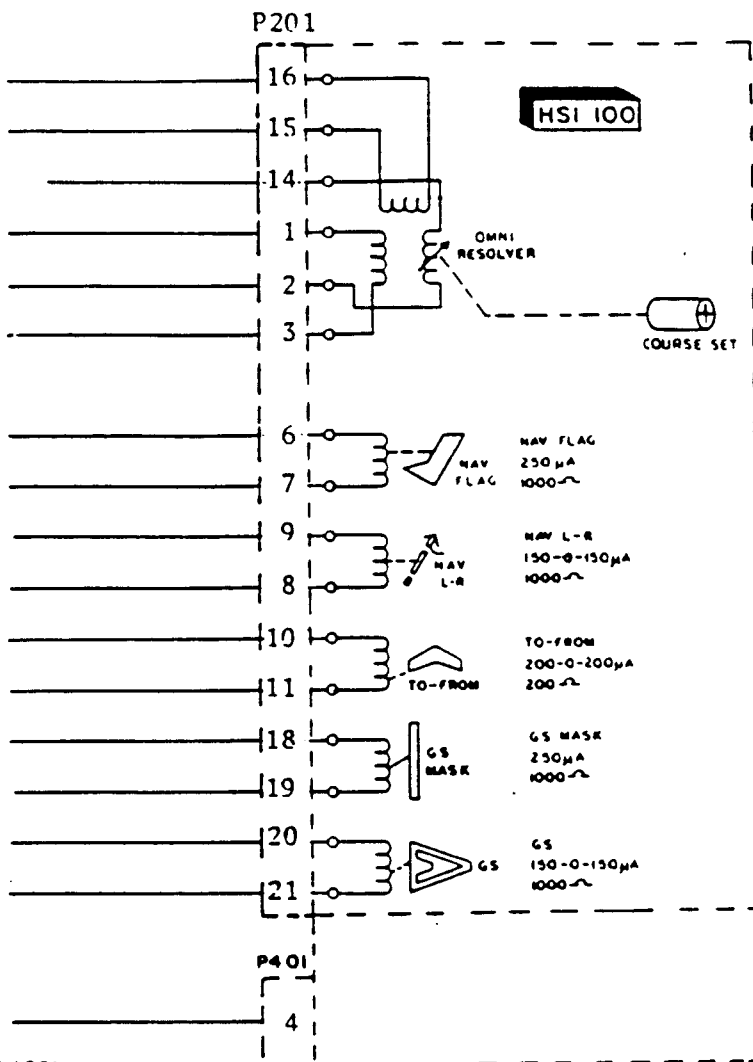 P201
16
HSI 100
15
14
1
OMNI
RESOLVER
2
3
COURSE SET
6
NAV FLAG
NAV
FLAG
250 μA
7
1000 Ω
9
NAV L-R
NAV
L-R
150-0-150μA
8
1000 Ω
10
TO-FROM
200-0-200μA
11
TO-FROM
200 Ω
18
GS MASK
GS
MASK
250μA
19
1000 Ω
20
GS
GS
150-0-150μA
21
1000 Ω
P401
4